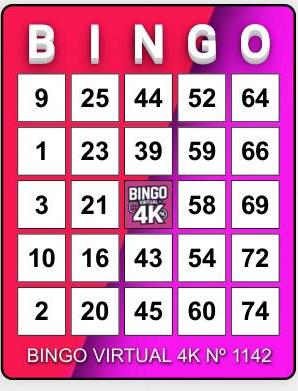 B I N G O
9 25 44 52 64
1 23 39 59 66
3 21 BINGO VIRTUAL 4K 58 69
10 16 43 54 72
2 20 45 60 74
BINGO VIRTUAL 4K Nº 1142